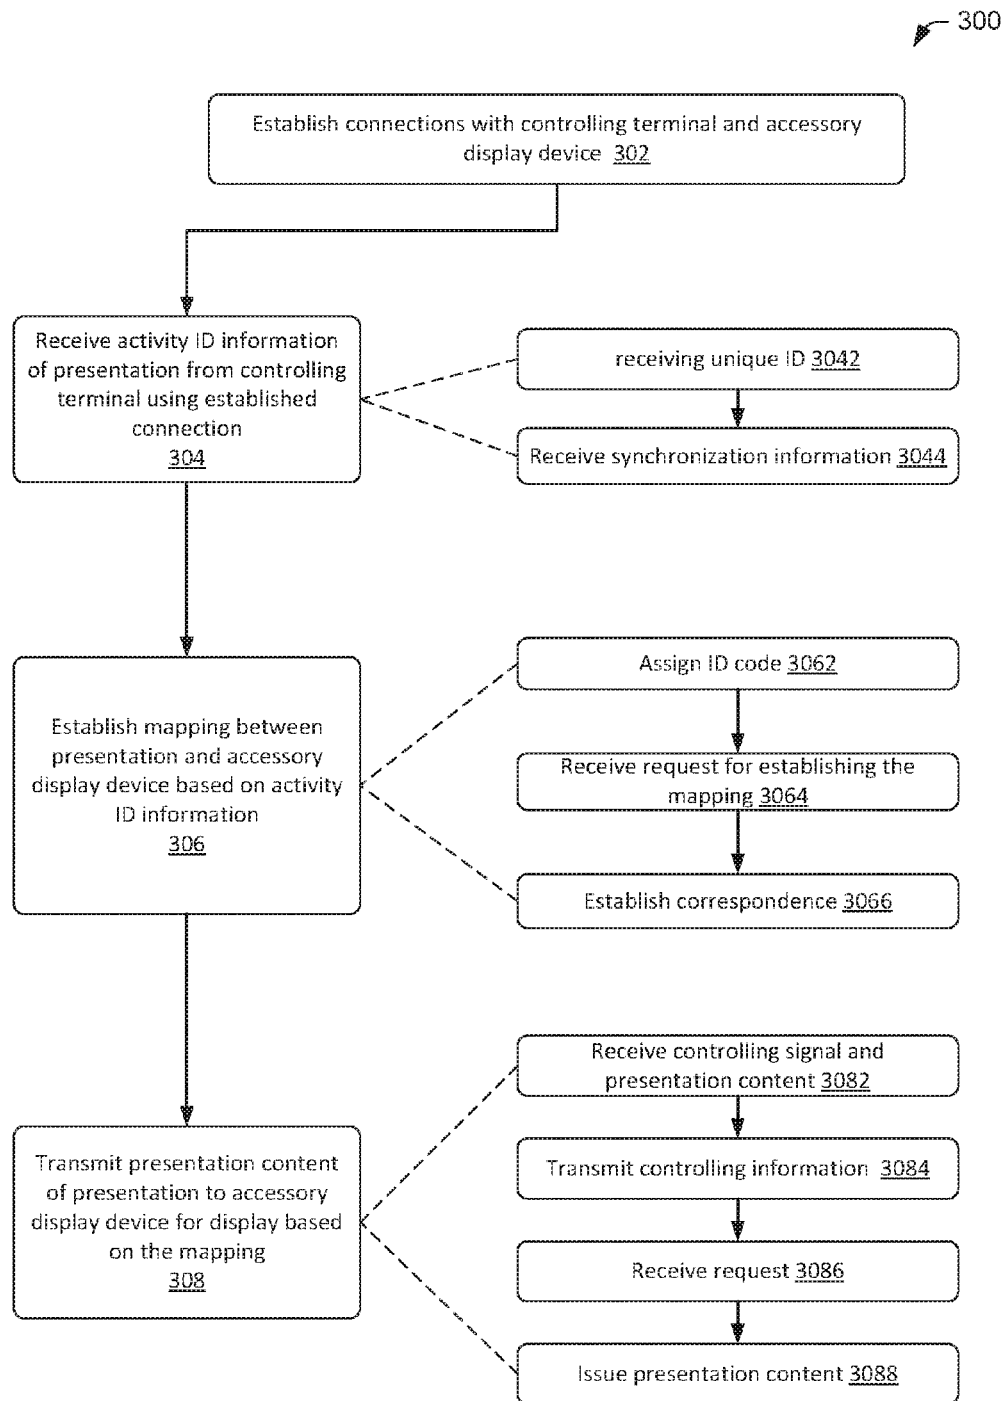 300
Establish connections with controlling terminal and accessory
display device 302
Receive activity ID information
of presentation from controlling
terminal using established
connection
304
receiving unique ID 3042
Receive synchronization information 3044
Establish mapping between
presentation and accessory
display device based on activity
ID information
306
Assign ID code 3062
Receive request for establishing the
mapping 3064
Establish correspondence 3066
Transmit presentation content
of presentation to accessory
display device for display based
on the mapping
308
Receive controlling signal and
presentation content 3082
Transmit controlling information 3084
Receive request 3086
Issue presentation content 3088